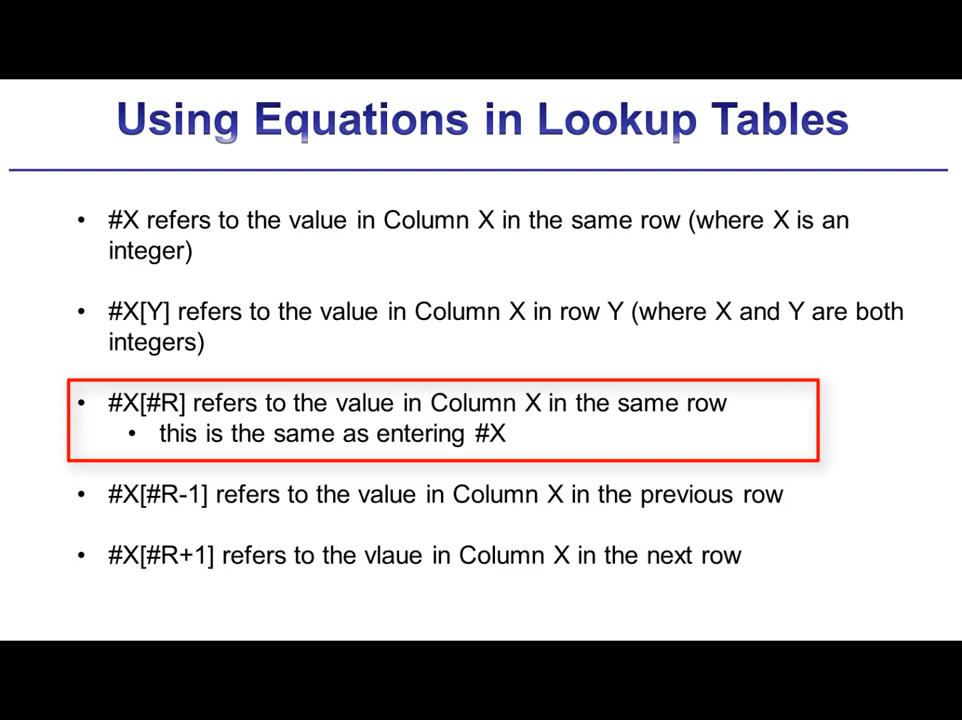 Using Equations in Lookup Tables
• #X refers to the value in Column X in the same row (where X is an
integer)
• #X[Y] refers to the value in Column X in row Y (where X and Y are both
integers)
• #X[#R] refers to the value in Column X in the same row
• this is the same as entering #X
• #X[#R-1] refers to the value in Column X in the previous row
• #X[#R+1] refers to the vlaue in Column X in the next row